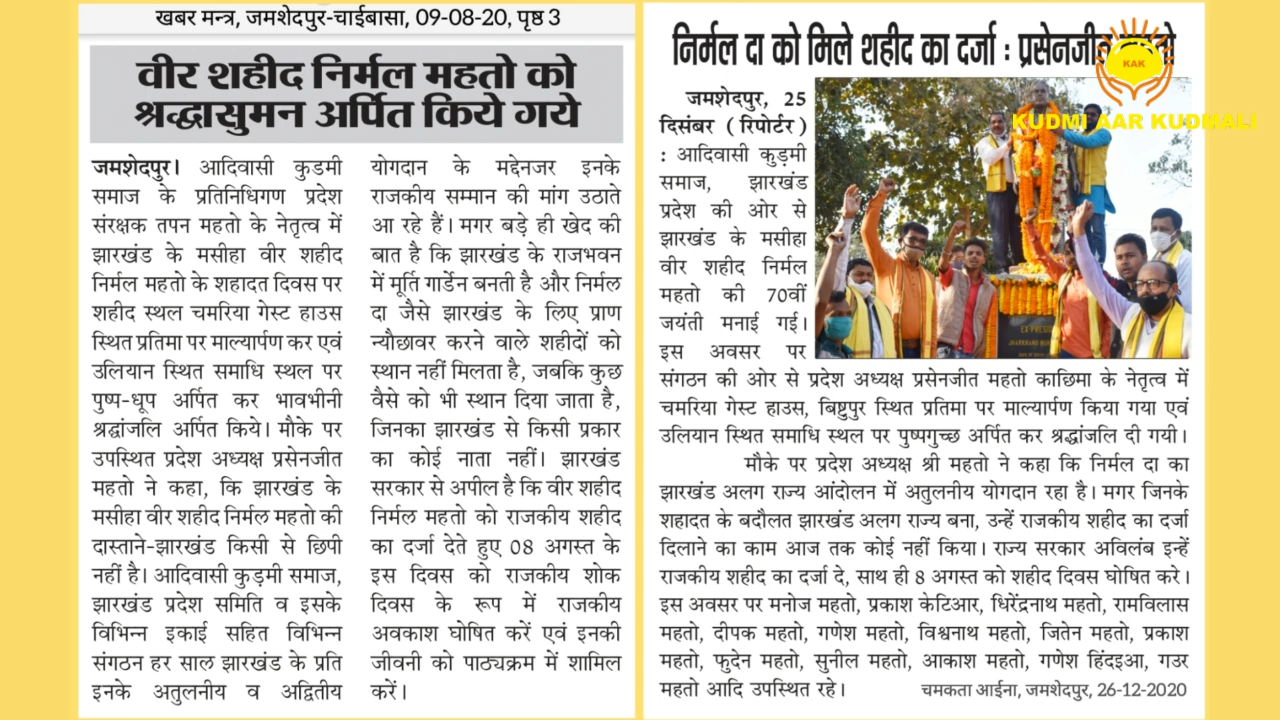 खबर मन्त्र, जमशेदपुर-चाईबासा, 09-08-20, पृष्ठ 3
वीर शहीद निर्मल महतो को
श्रद्धासुमन अर्पित किये गये
जमशेदपुर। आदिवासी कुडमी
समाज के प्रतिनिधिगण प्रदेश
संरक्षक तपन महतो के नेतृत्व में
झारखंड के मसीहा वीर शहीद
निर्मल महतो के शहादत दिवस पर
शहीद स्थल चमरिया गेस्ट हाउस
स्थित प्रतिमा पर माल्यार्पण कर एवं
उलियान स्थित समाधि स्थल पर
पुष्प-धूप अर्पित कर भावभीनी
श्रद्धांजलि अर्पित किये। मौके पर
उपस्थित प्रदेश अध्यक्ष प्रसेनजीत
महतो ने कहा, कि झारखंड के
मसीहा वीर शहीद निर्मल महतो की
दास्ताने-झारखंड किसी से छिपी
नहीं है। आदिवासी कुड़मी समाज,
झारखंड प्रदेश समिति व इसके
विभिन्न इकाई सहित विभिन्न
संगठन हर साल झारखंड के प्रति
इनके अतुलनीय व अद्वितीय
योगदान के मद्देनजर इनके
राजकीय सम्मान की मांग उठाते
आ रहे हैं। मगर बड़े ही खेद की
बात है कि झारखंड के राजभवन
में मूर्ति गार्डेन बनती है और निर्मल
दा जैसे झारखंड के लिए प्राण
न्यौछावर करने वाले शहीदों को
स्थान नहीं मिलता है, जबकि कुछ
वैसे को भी स्थान दिया जाता है,
जिनका झारखंड से किसी प्रकार
का कोई नाता नहीं। झारखंड
सरकार से अपील है कि वीर शहीद
निर्मल महतो को राजकीय शहीद
का दर्जा देते हुए 08 अगस्त के
इस दिवस को राजकीय शोक
दिवस के रूप में राजकीय
अवकाश घोषित करें एवं इनकी
जीवनी को पाठ्यक्रम में शामिल
करें।
निर्मल दा को मिले शहीद का दर्जा : प्रसेनजीत
KAK
KUDMI AAR KUDMALI
जमशेदपुर, 25
दिसंबर (रिपोर्टर)
: आदिवासी कुड़मी
समाज, झारखंड
प्रदेश की ओर से
झारखंड के मसीहा
वीर शहीद निर्मल
महतो की 70वीं
जयंती मनाई गई।
इस अवसर पर
संगठन की ओर से प्रदेश अध्यक्ष प्रसेनजीत महतो काछिमा के नेतृत्व में
चमरिया गेस्ट हाउस, बिष्टुपुर स्थित प्रतिमा पर माल्यार्पण किया गया एवं
उलियान स्थित समाधि स्थल पर पुष्पगुच्छ अर्पित कर श्रद्धांजलि दी गयी।
मौके पर प्रदेश अध्यक्ष श्री महतो ने कहा कि निर्मल दा का
झारखंड अलग राज्य आंदोलन में अतुलनीय योगदान रहा है। मगर जिनके
शहादत के बदौलत झारखंड अलग राज्य बना, उन्हें राजकीय शहीद का दर्जा
दिलाने का काम आज तक कोई नहीं किया। राज्य सरकार अविलंब इन्हें
राजकीय शहीद का दर्जा दे, साथ ही 8 अगस्त को शहीद दिवस घोषित करे।
इस अवसर पर मनोज महतो, प्रकाश केटिआर, धिरेंद्रनाथ महतो, रामविलास
महतो, दीपक महतो, गणेश महतो, विश्वनाथ महतो, जितेन महतो, प्रकाश
महतो, फुदेन महतो, सुनील महतो, आकाश महतो, गणेश हिंदइआ, गउर
महतो आदि उपस्थित रहे।
चमकता आईना, जमशेदपुर, 26-12-2020